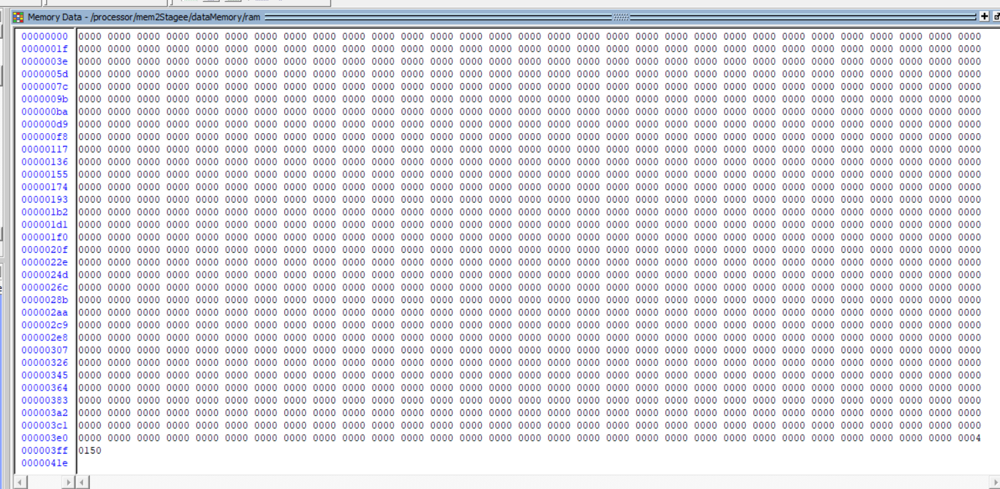 Memory Data - /processor/mem2Stagee/dataMemory/ram
00000000 0000 0000 0000 0000 0000 0000 0000 0000 0000 0000 0000 0000 0000 0000 0000 0000 0000 0000 0000 0000 0000 0000 0000 0000 0000 0000 0000 0000 0000 0000 0000
0000001f 0000 0000 0000 0000 0000 0000 0000 0000 0000 0000 0000 0000 0000 0000 0000 0000 0000 0000 0000 0000 0000 0000 0000 0000 0000 0000 0000 0000 0000 0000 0000
0000003e 0000 0000 0000 0000 0000 0000 0000 0000 0000 0000 0000 0000 0000 0000 0000 0000 0000 0000 0000 0000 0000 0000 0000 0000 0000 0000 0000 0000 0000 0000 0000
0000005d 0000 0000 0000 0000 0000 0000 0000 0000 0000 0000 0000 0000 0000 0000 0000 0000 0000 0000 0000 0000 0000 0000 0000 0000 0000 0000 0000 0000 0000 0000 0000
0000007c 0000 0000 0000 0000 0000 0000 0000 0000 0000 0000 0000 0000 0000 0000 0000 0000 0000 0000 0000 0000 0000 0000 0000 0000 0000 0000 0000 0000 0000 0000 0000
0000009b 0000 0000 0000 0000 0000 0000 0000 0000 0000 0000 0000 0000 0000 0000 0000 0000 0000 0000 0000 0000 0000 0000 0000 0000 0000 0000 0000 0000 0000 0000 0000
000000ba 0000 0000 0000 0000 0000 0000 0000 0000 0000 0000 0000 0000 0000 0000 0000 0000 0000 0000 0000 0000 0000 0000 0000 0000 0000 0000 0000 0000 0000 0000 0000
000000d9 0000 0000 0000 0000 0000 0000 0000 0000 0000 0000 0000 0000 0000 0000 0000 0000 0000 0000 0000 0000 0000 0000 0000 0000 0000 0000 0000 0000 0000 0000 0000
000000f8 0000 0000 0000 0000 0000 0000 0000 0000 0000 0000 0000 0000 0000 0000 0000 0000 0000 0000 0000 0000 0000 0000 0000 0000 0000 0000 0000 0000 0000 0000 0000
00000117 0000 0000 0000 0000 0000 0000 0000 0000 0000 0000 0000 0000 0000 0000 0000 0000 0000 0000 0000 0000 0000 0000 0000 0000 0000 0000 0000 0000 0000 0000 0000
00000136 0000 0000 0000 0000 0000 0000 0000 0000 0000 0000 0000 0000 0000 0000 0000 0000 0000 0000 0000 0000 0000 0000 0000 0000 0000 0000 0000 0000 0000 0000 0000
00000155 0000 0000 0000 0000 0000 0000 0000 0000 0000 0000 0000 0000 0000 0000 0000 0000 0000 0000 0000 0000 0000 0000 0000 0000 0000 0000 0000 0000 0000 0000 0000
00000174 0000 0000 0000 0000 0000 0000 0000 0000 0000 0000 0000 0000 0000 0000 0000 0000 0000 0000 0000 0000 0000 0000 0000 0000 0000 0000 0000 0000 0000 0000 0000
00000193 0000 0000 0000 0000 0000 0000 0000 0000 0000 0000 0000 0000 0000 0000 0000 0000 0000 0000 0000 0000 0000 0000 0000 0000 0000 0000 0000 0000 0000 0000 0000
000001b2 0000 0000 0000 0000 0000 0000 0000 0000 0000 0000 0000 0000 0000 0000 0000 0000 0000 0000 0000 0000 0000 0000 0000 0000 0000 0000 0000 0000 0000 0000 0000
000001d1 0000 0000 0000 0000 0000 0000 0000 0000 0000 0000 0000 0000 0000 0000 0000 0000 0000 0000 0000 0000 0000 0000 0000 0000 0000 0000 0000 0000 0000 0000 0000
000001f0 0000 0000 0000 0000 0000 0000 0000 0000 0000 0000 0000 0000 0000 0000 0000 0000 0000 0000 0000 0000 0000 0000 0000 0000 0000 0000 0000 0000 0000 0000 0000
0000020f 0000 0000 0000 0000 0000 0000 0000 0000 0000 0000 0000 0000 0000 0000 0000 0000 0000 0000 0000 0000 0000 0000 0000 0000 0000 0000 0000 0000 0000 0000 0000
0000022e 0000 0000 0000 0000 0000 0000 0000 0000 0000 0000 0000 0000 0000 0000 0000 0000 0000 0000 0000 0000 0000 0000 0000 0000 0000 0000 0000 0000 0000 0000 0000
0000024d 0000 0000 0000 0000 0000 0000 0000 0000 0000 0000 0000 0000 0000 0000 0000 0000 0000 0000 0000 0000 0000 0000 0000 0000 0000 0000 0000 0000 0000 0000 0000
0000026c 0000 0000 0000 0000 0000 0000 0000 0000 0000 0000 0000 0000 0000 0000 0000 0000 0000 0000 0000 0000 0000 0000 0000 0000 0000 0000 0000 0000 0000 0000 0000
0000028b 0000 0000 0000 0000 0000 0000 0000 0000 0000 0000 0000 0000 0000 0000 0000 0000 0000 0000 0000 0000 0000 0000 0000 0000 0000 0000 0000 0000 0000 0000 0000
000002aa 0000 0000 0000 0000 0000 0000 0000 0000 0000 0000 0000 0000 0000 0000 0000 0000 0000 0000 0000 0000 0000 0000 0000 0000 0000 0000 0000 0000 0000 0000 0000
000002c9 0000 0000 0000 0000 0000 0000 0000 0000 0000 0000 0000 0000 0000 0000 0000 0000 0000 0000 0000 0000 0000 0000 0000 0000 0000 0000 0000 0000 0000 0000 0000
000002e8 0000 0000 0000 0000 0000 0000 0000 0000 0000 0000 0000 0000 0000 0000 0000 0000 0000 0000 0000 0000 0000 0000 0000 0000 0000 0000 0000 0000 0000 0000 0000
00000307 0000 0000 0000 0000 0000 0000 0000 0000 0000 0000 0000 0000 0000 0000 0000 0000 0000 0000 0000 0000 0000 0000 0000 0000 0000 0000 0000 0000 0000 0000 0000
00000326 0000 0000 0000 0000 0000 0000 0000 0000 0000 0000 0000 0000 0000 0000 0000 0000 0000 0000 0000 0000 0000 0000 0000 0000 0000 0000 0000 0000 0000 0000 0000
00000345 0000 0000 0000 0000 0000 0000 0000 0000 0000 0000 0000 0000 0000 0000 0000 0000 0000 0000 0000 0000 0000 0000 0000 0000 0000 0000 0000 0000 0000 0000 0000
00000364 0000 0000 0000 0000 0000 0000 0000 0000 0000 0000 0000 0000 0000 0000 0000 0000 0000 0000 0000 0000 0000 0000 0000 0000 0000 0000 0000 0000 0000 0000 0000
00000383 0000 0000 0000 0000 0000 0000 0000 0000 0000 0000 0000 0000 0000 0000 0000 0000 0000 0000 0000 0000 0000 0000 0000 0000 0000 0000 0000 0000 0000 0000 0000
000003a2 0000 0000 0000 0000 0000 0000 0000 0000 0000 0000 0000 0000 0000 0000 0000 0000 0000 0000 0000 0000 0000 0000 0000 0000 0000 0000 0000 0000 0000 0000 0000
000003c1 0000 0000 0000 0000 0000 0000 0000 0000 0000 0000 0000 0000 0000 0000 0000 0000 0000 0000 0000 0000 0000 0000 0000 0000 0000 0000 0000 0000 0000 0000 0000
000003e0 0000 0000 0000 0000 0000 0000 0000 0000 0000 0000 0000 0000 0000 0000 0000 0000 0000 0000 0000 0000 0000 0000 0000 0000 0000 0000 0000 0000 0000 0000 0004
000003ff 0150
0000041e